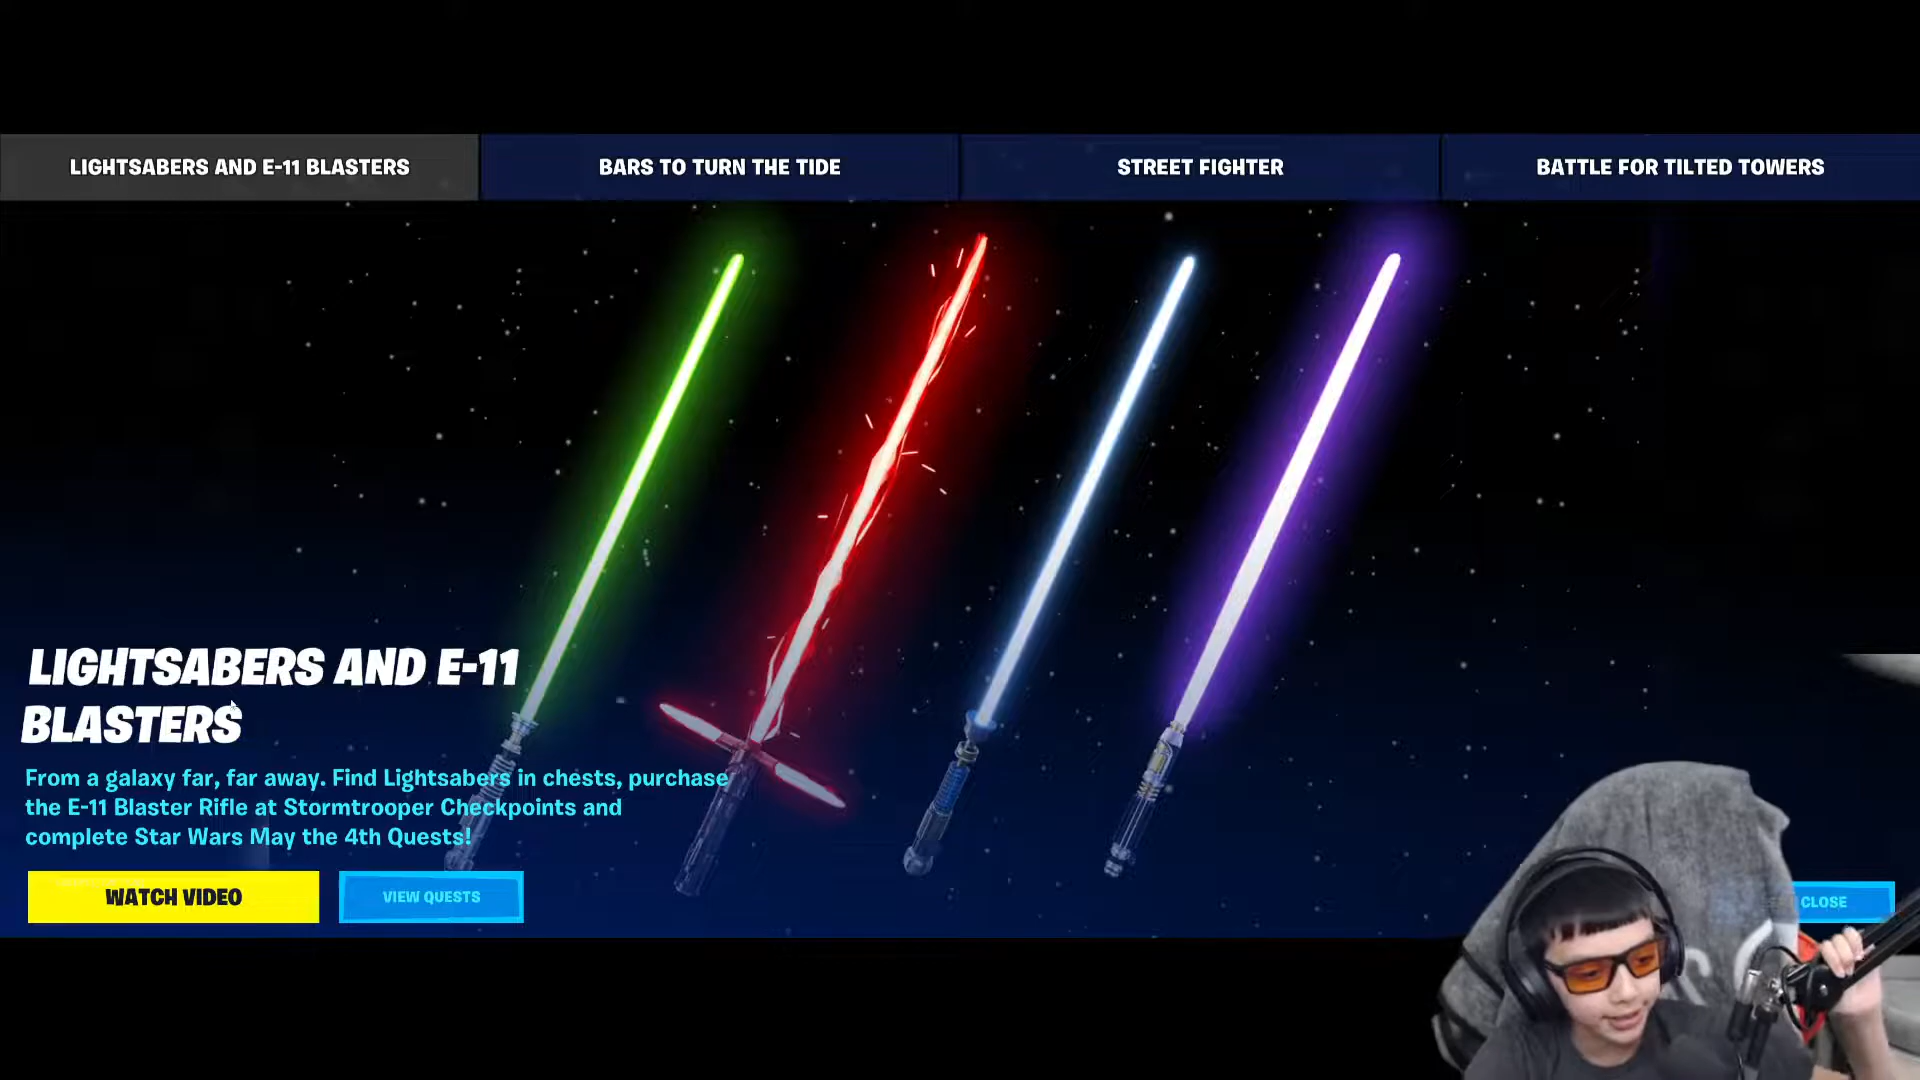 LIGHTSABERS AND E-11 BLASTERS
BARS TO TURN THE TIDE
STREET FIGHTER
BATTLE FOR TILTED TOWERS
LIGHTSABERS AND E-11
BLASTERS
From a galaxy far, far away. Find Lightsabers in chests, purchase
the E-11 Blaster Rifle at Stormtrooper Checkpoints and
complete Star Wars May the 4th Quests!
WATCH VIDEO
VIEW QUESTS
CLOSE